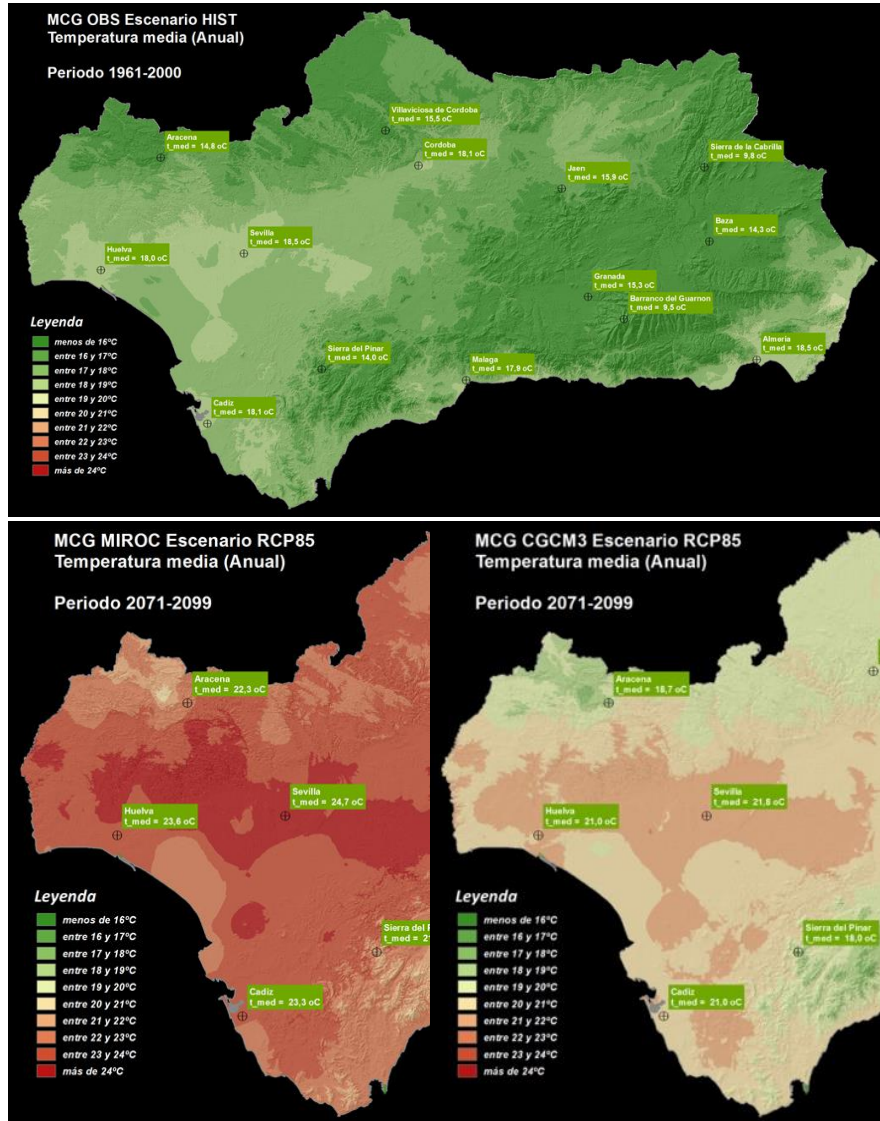 MCG OBS Escenario HIST
Temperatura media (Anual)
Periodo 1961-2000
Villaviciosa de Cordoba
t_med = 15,5 oC
Aracena
t_med = 14,8 oC
Cordoba
t_med = 18,1 oC
Jaen
t_med = 15,9 oC
Sierra de la Cabrilla
t_med = 9,8 oC
Sevilla
t_med = 18,5 oC
Huelva
t_med = 18,0 oC
Baza
t_med = 14,3 oC
Granada
t_med = 15,3 oC
Barranco del Guarnon
t_med = 9,5 oC
Sierra del Pinar
t_med = 14,0 oC
Malaga
t_med = 17,9 oC
Almeria
t_med = 18,5 oC
Cadiz
t_med = 18,1 oC
Leyenda
menos de 16ºC
entre 16 y 17ºC
entre 17 y 18ºC
entre 18 y 19ºC
entre 19 y 20ºC
entre 20 y 21ºC
entre 21 y 22ºC
entre 22 y 23ºC
entre 23 y 24ºC
más de 24ºC
MCG MIROC Escenario RCP85
Temperatura media (Anual)
Periodo 2071-2099
Aracena
t_med = 22,3 oC
Sevilla
t_med = 24,7 oC
Huelva
t_med = 23,6 oC
Sierra del
t_med = 
Cadiz
t_med = 23,3 oC
Leyenda
menos de 16ºC
entre 16 y 17ºC
entre 17 y 18ºC
entre 18 y 19ºC
entre 19 y 20ºC
entre 20 y 21ºC
entre 21 y 22ºC
entre 22 y 23ºC
entre 23 y 24ºC
más de 24ºC
MCG CGCM3 Escenario RCP85
Temperatura media (Anual)
Periodo 2071-2099
Aracena
t_med = 18,7 oC
Sevilla
t_med = 21,6 oC
Huelva
t_med = 21,0 oC
Sierra del Pinar
t_med = 18,0 oC
Cadiz
t_med = 21,0 oC
Leyenda
menos de 16ºC
entre 16 y 17ºC
entre 17 y 18ºC
entre 18 y 19ºC
entre 19 y 20ºC
entre 20 y 21ºC
entre 21 y 22ºC
entre 22 y 23ºC
entre 23 y 24ºC
más de 24ºC